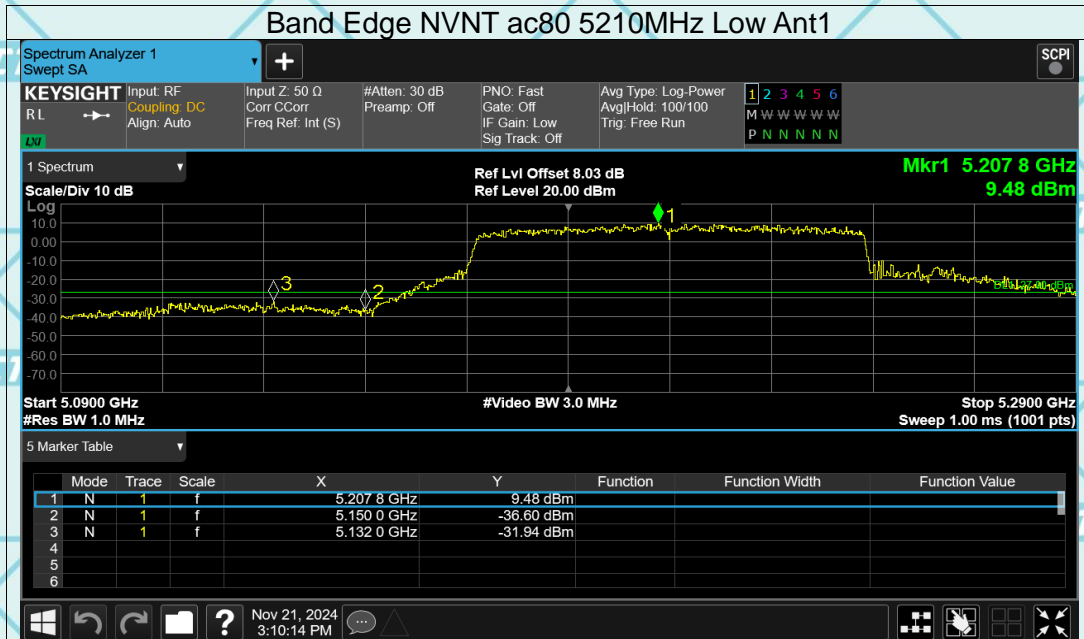 Band Edge NVNT ac80 5210MHz Low Ant1
Spectrum Analyzer 1
Swept SA
+
SCPI
KEYSIGHT
RL
LXI
Input: RF
Coupling: DC
Align: Auto
Input Z: 50 Ω
Corr CCorr
Freq Ref: Int (S)
#Atten: 30 dB
Preamp: Off
PNO: Fast
Gate: Off
IF Gain: Low
Sig Track: Off
Avg Type: Log-Power
Avg|Hold: 100/100
Trig: Free Run
1 2 3 4 5 6
M W W W W W
P N N N N N
1 Spectrum
Scale/Div 10 dB
Ref Lvl Offset 8.03 dB
Ref Level 20.00 dBm
Mkr1 5.207 8 GHz
9.48 dBm
Log
10.0
0.00
-10.0
-20.0
-30.0
-40.0
-50.0
-60.0
-70.0
1
2
3
Start 5.0900 GHz
#Video BW 3.0 MHz
Stop 5.2900 GHz
#Res BW 1.0 MHz
Sweep 1.00 ms (1001 pts)
5 Marker Table
Mode Trace Scale X Y Function Function Width Function Value
1 N 1 f 5.207 8 GHz 9.48 dBm
2 N 1 f 5.150 0 GHz -36.60 dBm
3 N 1 f 5.132 0 GHz -31.94 dBm
4
5
6
?
Nov 21, 2024
3:10:14 PM